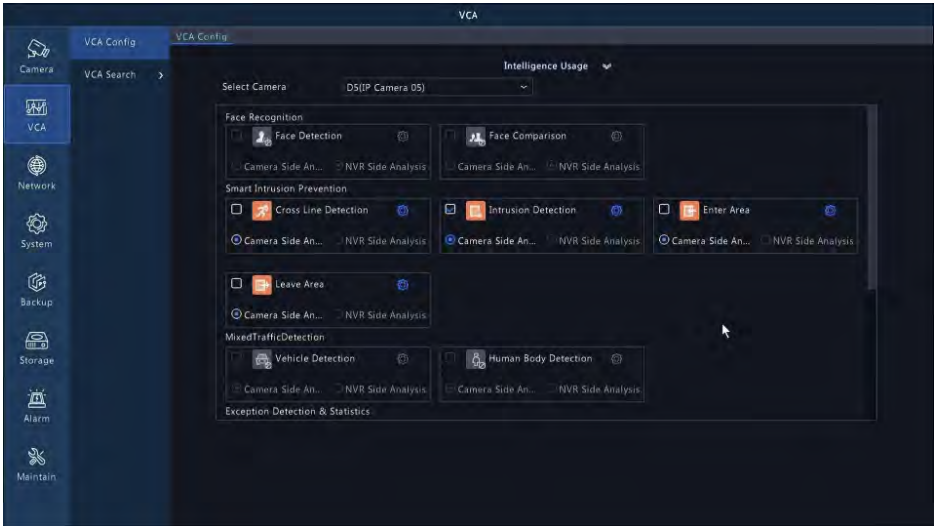 VCA
Camera
VCA
Network
System
Backup
Storage
Alarm
Maintain
VCA Config
VCA Search
VCA Config
Intelligence Usage
Select Camera D5(IP Camera 05)
Face Recognition
Face Detection Face Comparison
Camera Side An... NVR Side Analysis Camera Side An... NVR Side Analysis
Smart Intrusion Prevention
Cross Line Detection Intrusion Detection Enter Area
Camera Side An... NVR Side Analysis Camera Side An... NVR Side Analysis Camera Side An... NVR Side Analysis
Leave Area
Camera Side An... NVR Side Analysis
MixedTrafficDetection
Vehicle Detection Human Body Detection
Camera Side An... NVR Side Analysis Camera Side An... NVR Side Analysis
Exception Detection & Statistics